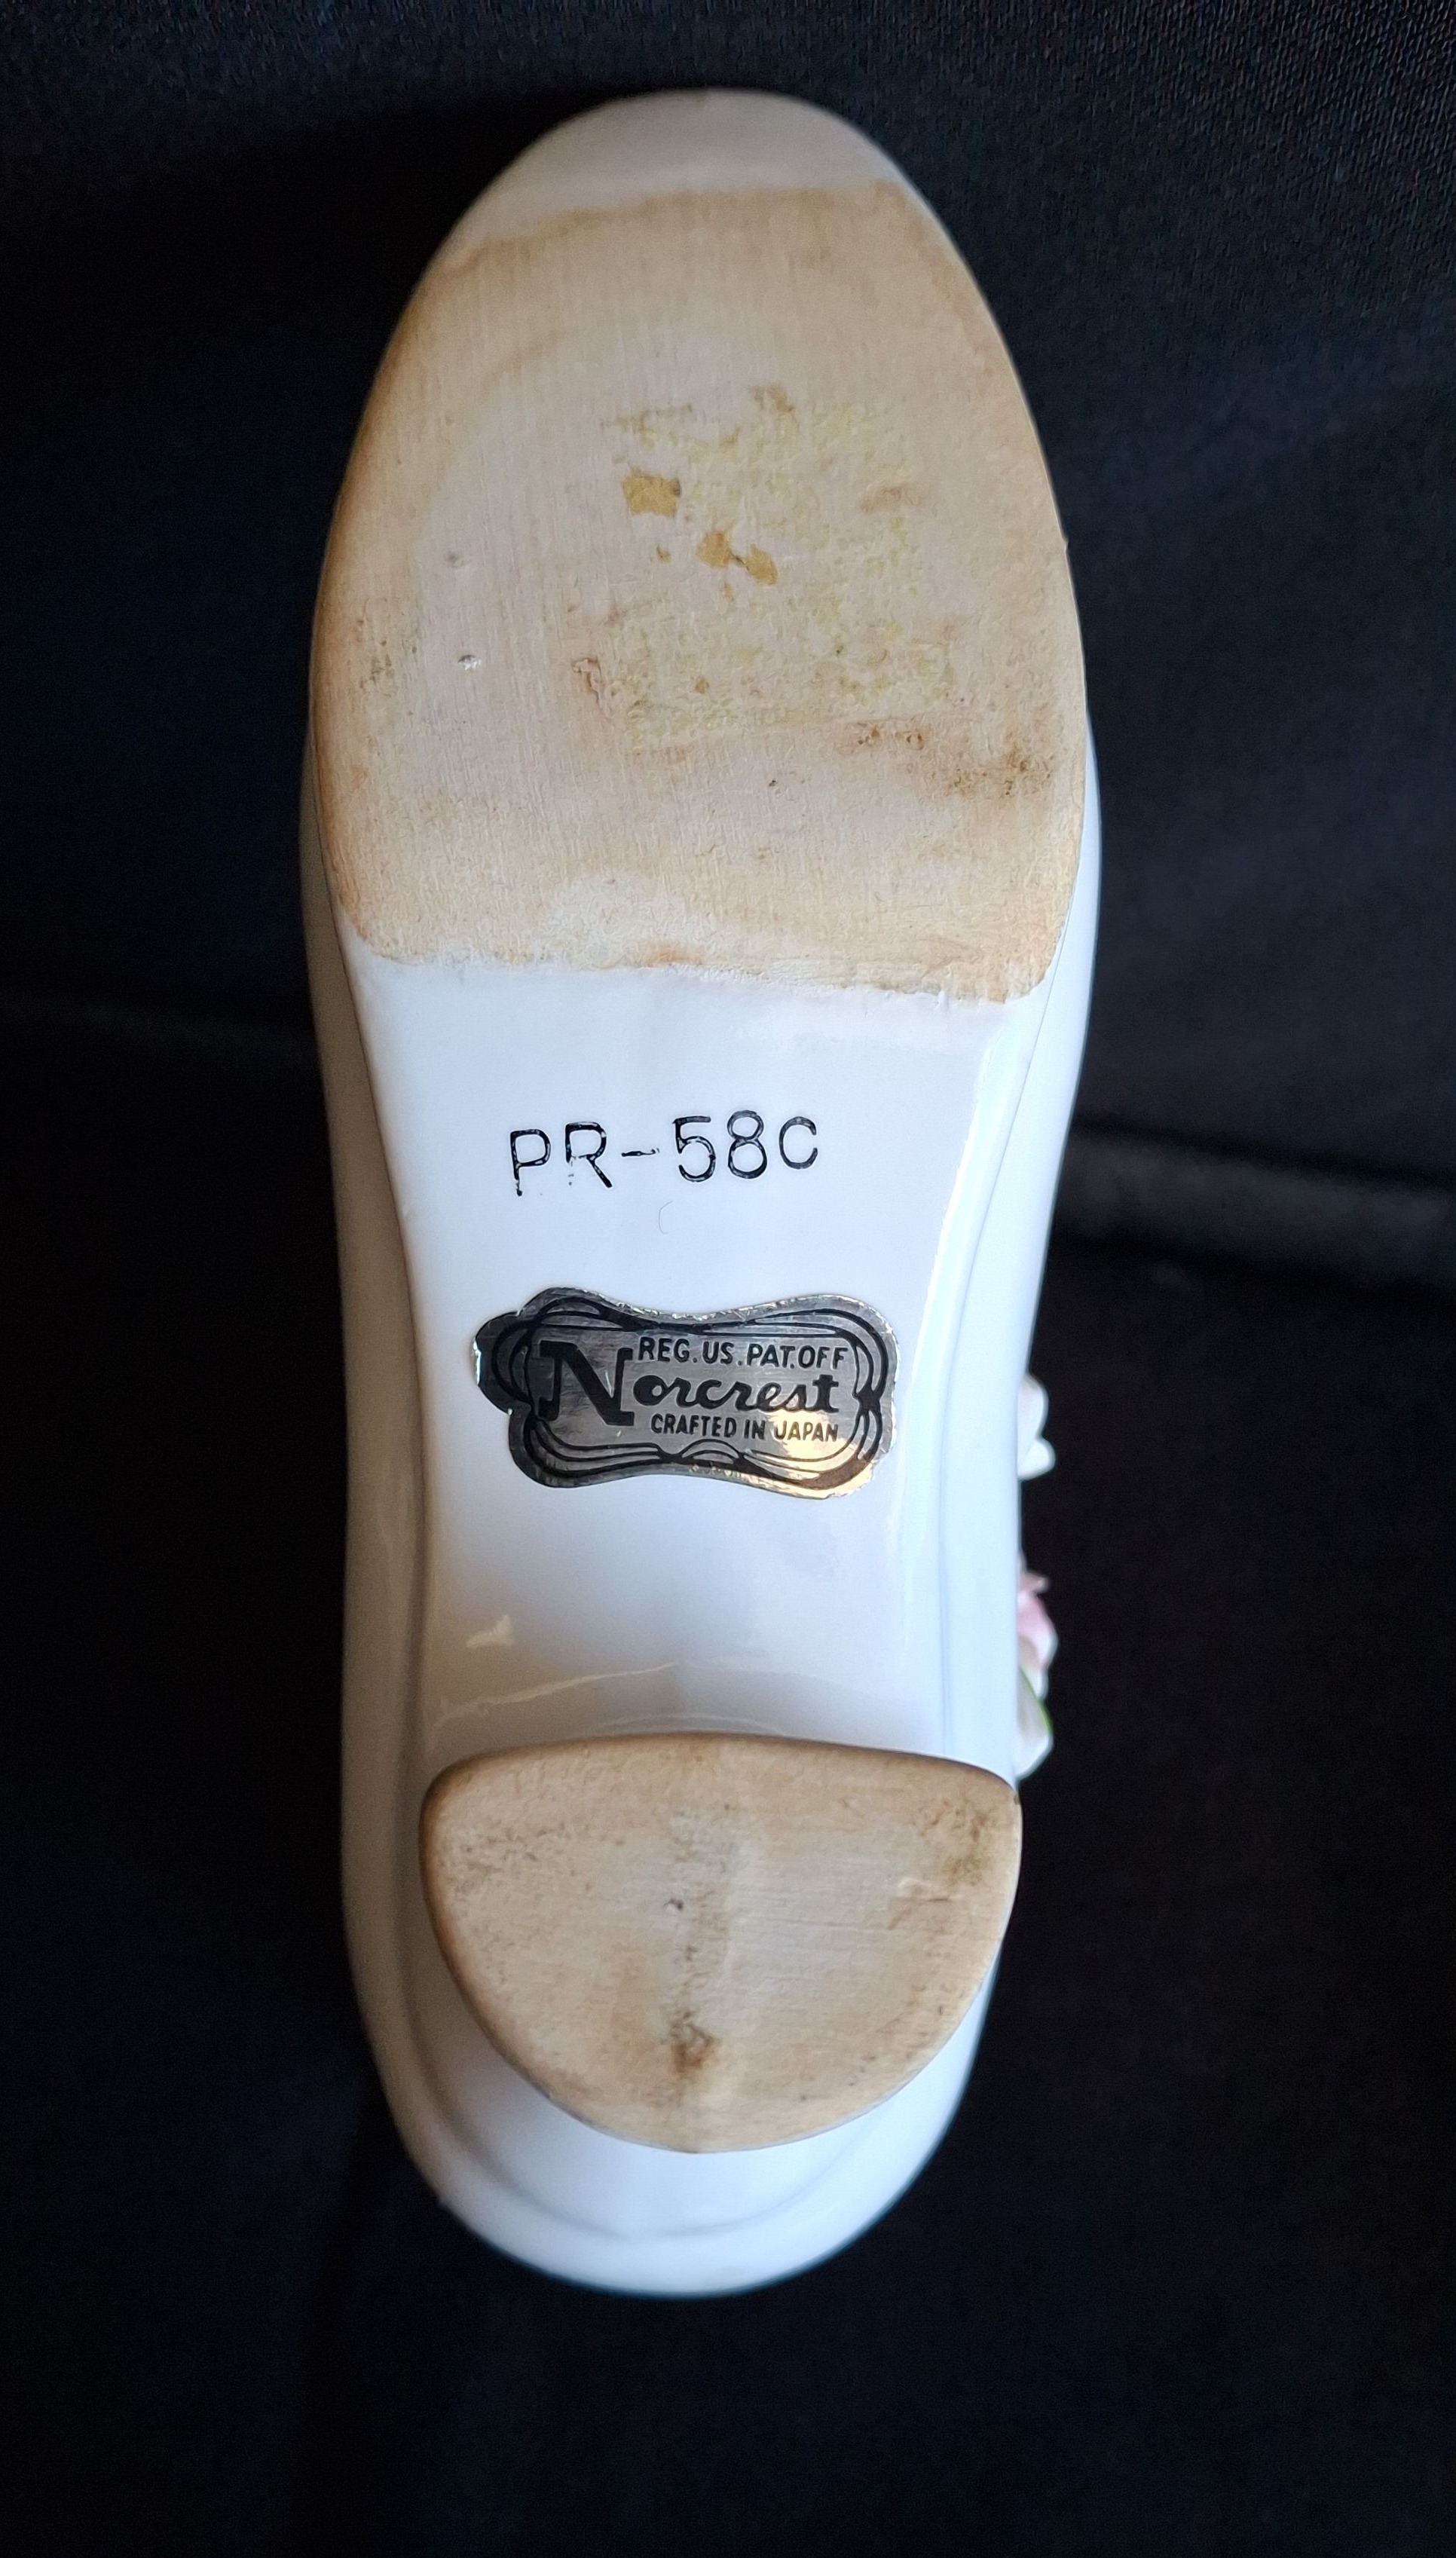 PR-58C
REG. US. PAT. OFF
Norcrest
CRAFTED IN JAPAN